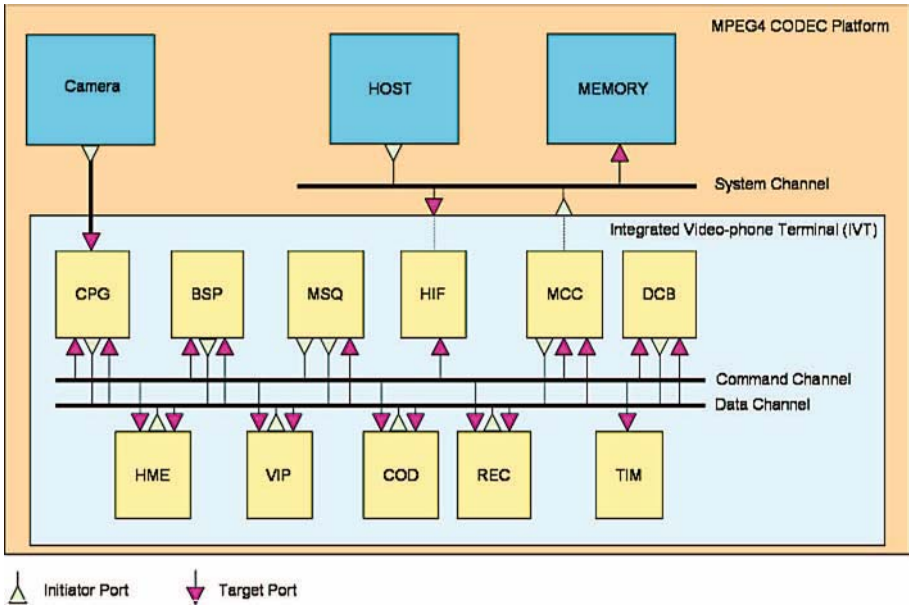 MPEG4 CODEC Platform
Camera
HOST
MEMORY
System Channel
Integrated Video-phone Terminal (IVT)
CPG
BSP
MSQ
HIF
MCC
DCB
Command Channel
Data Channel
HME
VIP
COD
REC
TIM
Initiator Port
Target Port